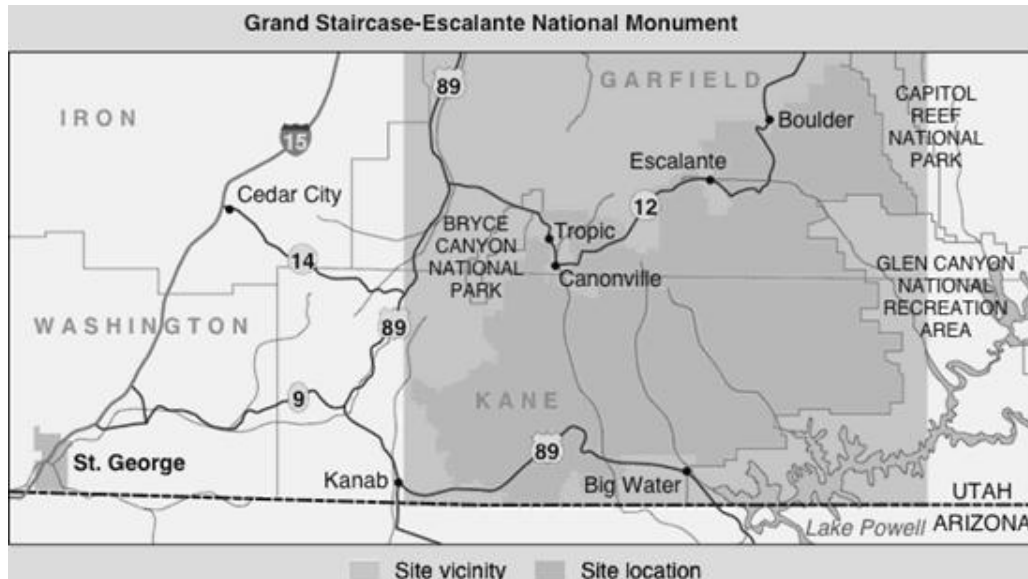 Grand Staircase-Escalante National Monument
89
GARFIELD
IRON
CAPITOL
REEF
NATIONAL
PARK
15
Boulder
Escalante
Cedar City
12
BRYCE
CANYON
NATIONAL
PARK
Tropic
14
Canonville
GLEN CANYON
NATIONAL
RECREATION
AREA
WASHINGTON
89
9
KANE
89
St. George
Kanab
Big Water
UTAH
Lake Powell
ARIZONA
Site vicinity
Site location